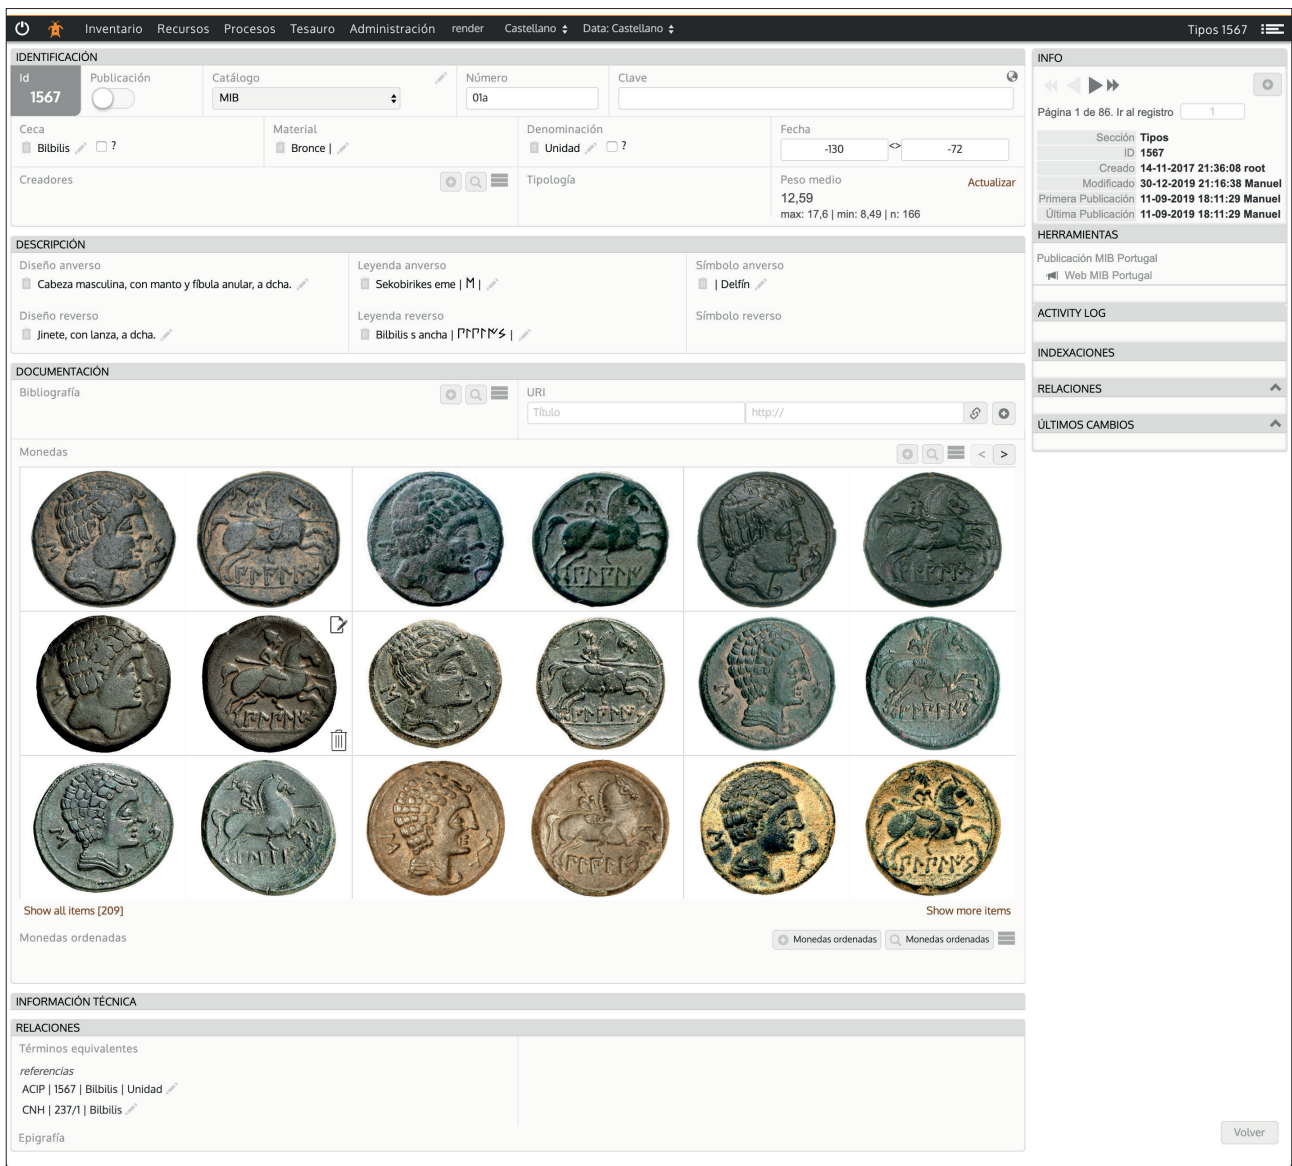 Inventario Recursos Procesos Tesauro Administración render Castellano Data: Castellano Tipos 1567
IDENTIFICACIÓN
Id
1567
Publicación
Catálogo
MIB
Número
01a
Clave
Ceca
Bilbilis ?
Material
Bronce |
Denominación
Unidad ?
Fecha
-130 <> -72
Creadores
Tipología
Peso medio
Actualizar
12,59
max: 17,6 | min: 8,49 | n: 166
DESCRIPCIÓN
Diseño anverso
Cabeza masculina, con manto y fíbula anular, a dcha.
Leyenda anverso
Sekobirikes eme | |
Símbolo anverso
| Delfín
Diseño reverso
Jinete, con lanza, a dcha.
Leyenda reverso
Bilbilis s ancha | |
Símbolo reverso
DOCUMENTACIÓN
Bibliografía
URI
Título
http://
Monedas
< >
Show all items [209]
Show more items
Monedas ordenadas
Monedas ordenadas
Monedas ordenadas
INFORMACIÓN TÉCNICA
RELACIONES
Términos equivalentes
referencias
ACIP | 1567 | Bilbilis | Unidad
CNH | 237/1 | Bilbilis
Epigrafía
INFO
Página 1 de 86. Ir al registro 1
Sección Tipos
ID 1567
Creado 14-11-2017 21:36:08 root
Modificado 30-12-2019 21:16:38 Manuel
Primera Publicación 11-09-2019 18:11:29 Manuel
Última Publicación 11-09-2019 18:11:29 Manuel
HERRAMIENTAS
Publicación MIB Portugal
Web MIB Portugal
ACTIVITY LOG
INDEXACIONES
RELACIONES
ÚLTIMOS CAMBIOS
Volver